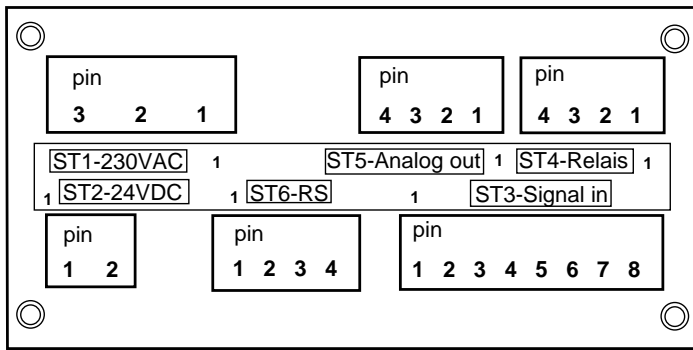 pin pin pin
3 2 1 4 3 2 1 4 3 2 1
ST1-230VAC 1 ST5-Analog out 1 ST4-Relais 1
1 ST2-24VDC 1 ST6-RS 1 ST3-Signal in
pin pin pin
1 2 1 2 3 4 1 2 3 4 5 6 7 8